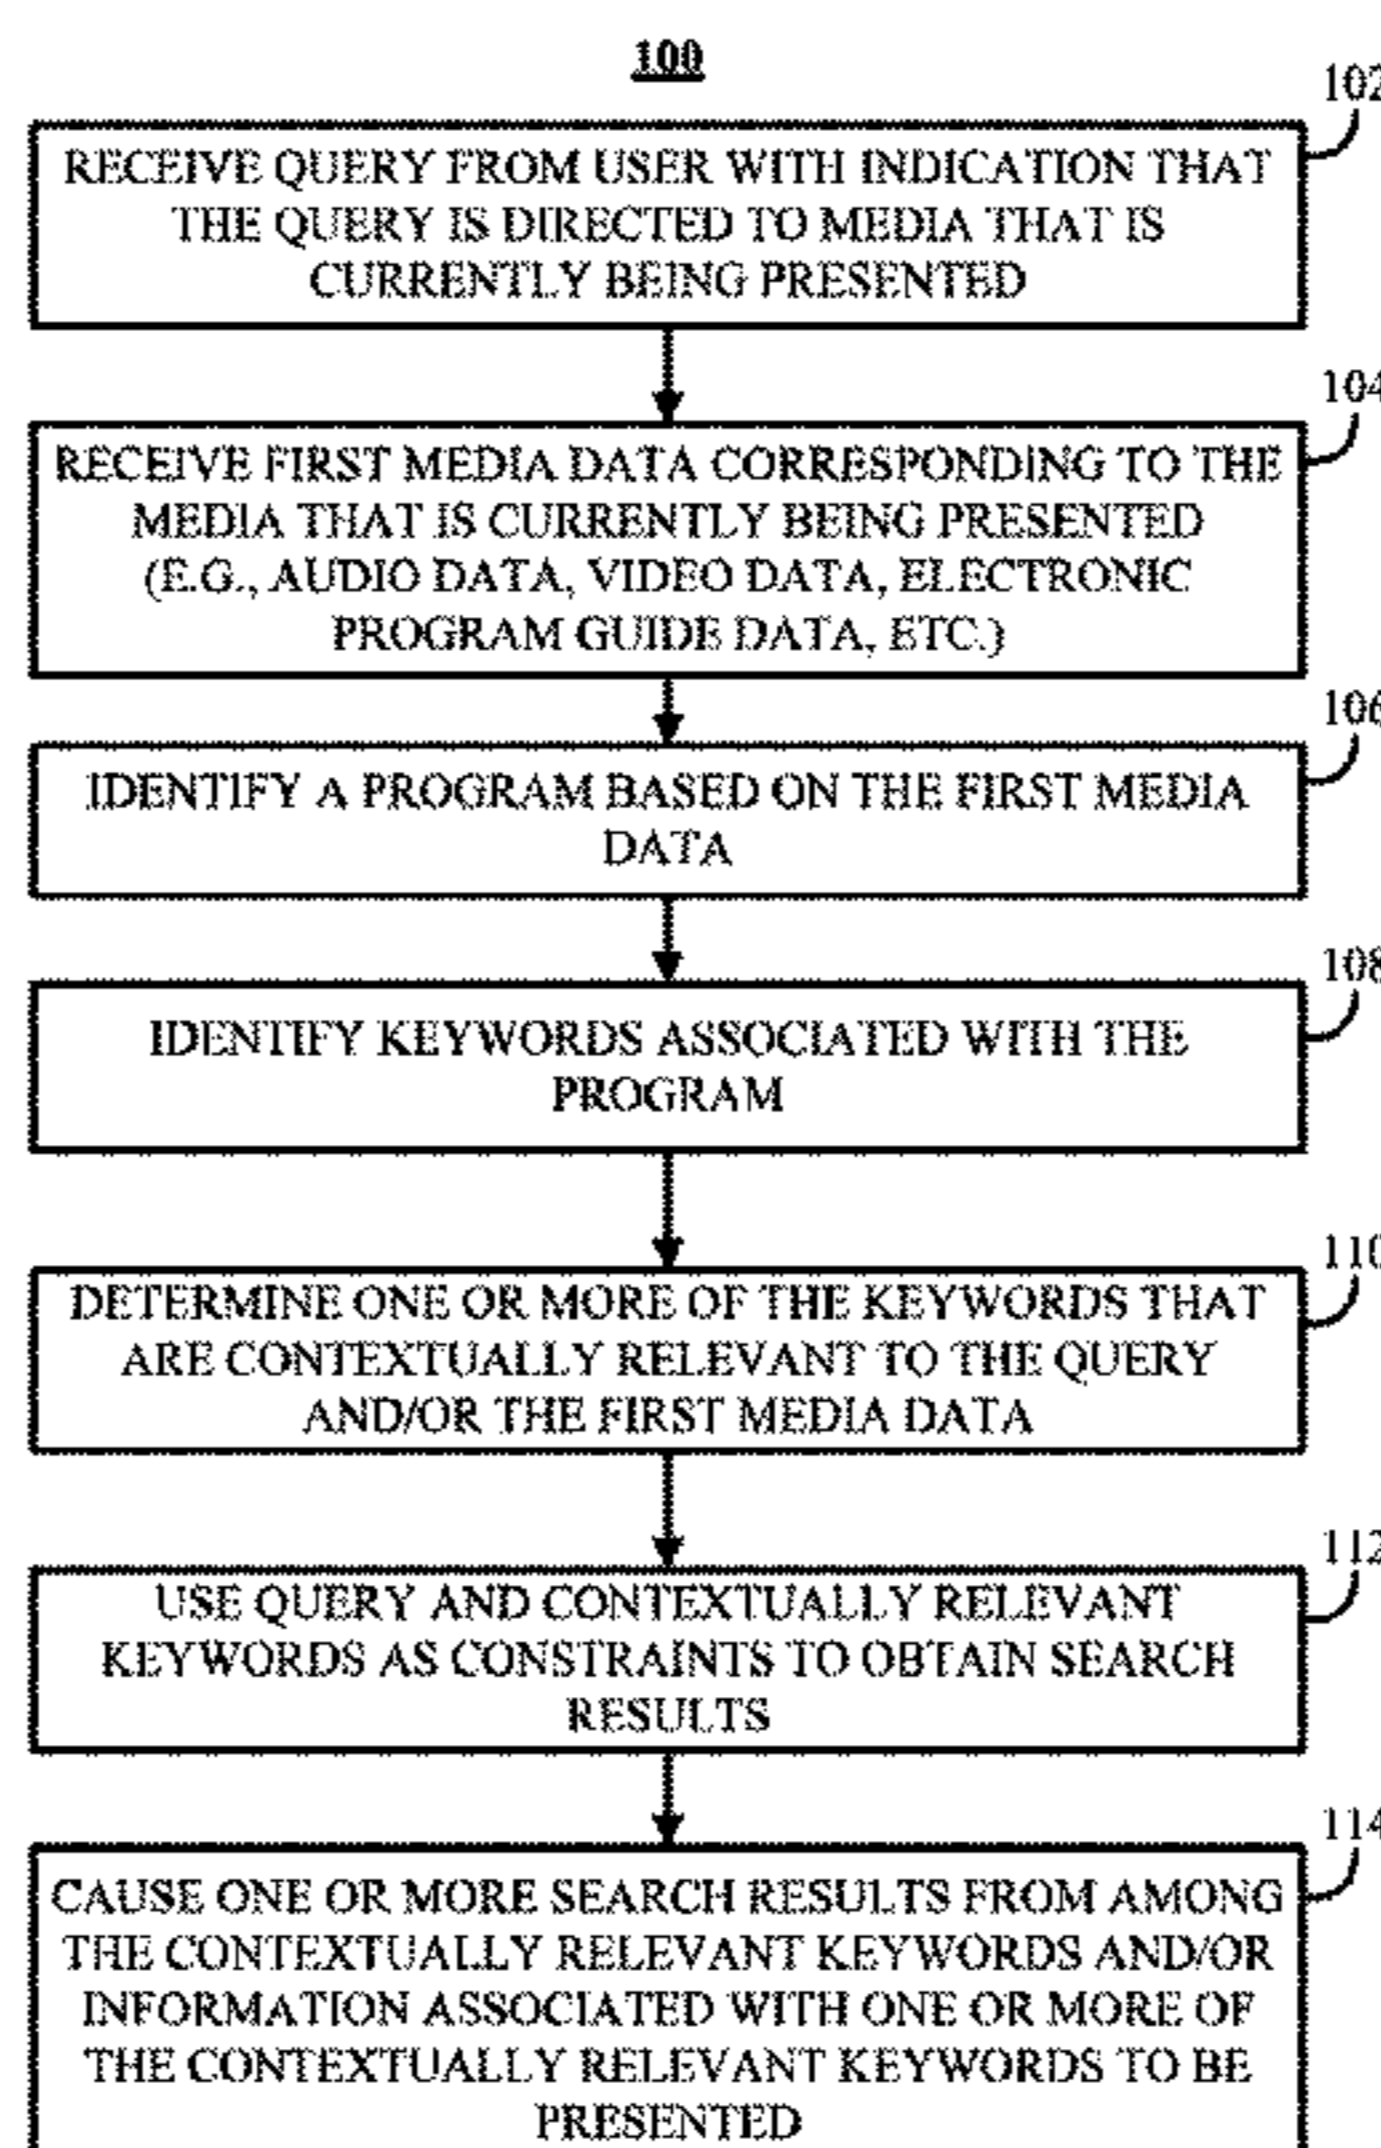 100
102
RECEIVE QUERY FROM USER WITH INDICATION THAT
THE QUERY IS DIRECTED TO MEDIA THAT IS
CURRENTLY BEING PRESENTED
104
RECEIVE FIRST MEDIA DATA CORRESPONDING TO THE
MEDIA THAT IS CURRENTLY BEING PRESENTED
(E.G., AUDIO DATA, VIDEO DATA, ELECTRONIC
PROGRAM GUIDE DATA, ETC.)
106
IDENTIFY A PROGRAM BASED ON THE FIRST MEDIA
DATA
108
IDENTIFY KEYWORDS ASSOCIATED WITH THE
PROGRAM
110
DETERMINE ONE OR MORE OF THE KEYWORDS THAT
ARE CONTEXTUALLY RELEVANT TO THE QUERY
AND/OR THE FIRST MEDIA DATA
112
USE QUERY AND CONTEXTUALLY RELEVANT
KEYWORDS AS CONSTRAINTS TO OBTAIN SEARCH
RESULTS
114
CAUSE ONE OR MORE SEARCH RESULTS FROM AMONG
THE CONTEXTUALLY RELEVANT KEYWORDS AND/OR
INFORMATION ASSOCIATED WITH ONE OR MORE OF
THE CONTEXTUALLY RELEVANT KEYWORDS TO BE
PRESENTED